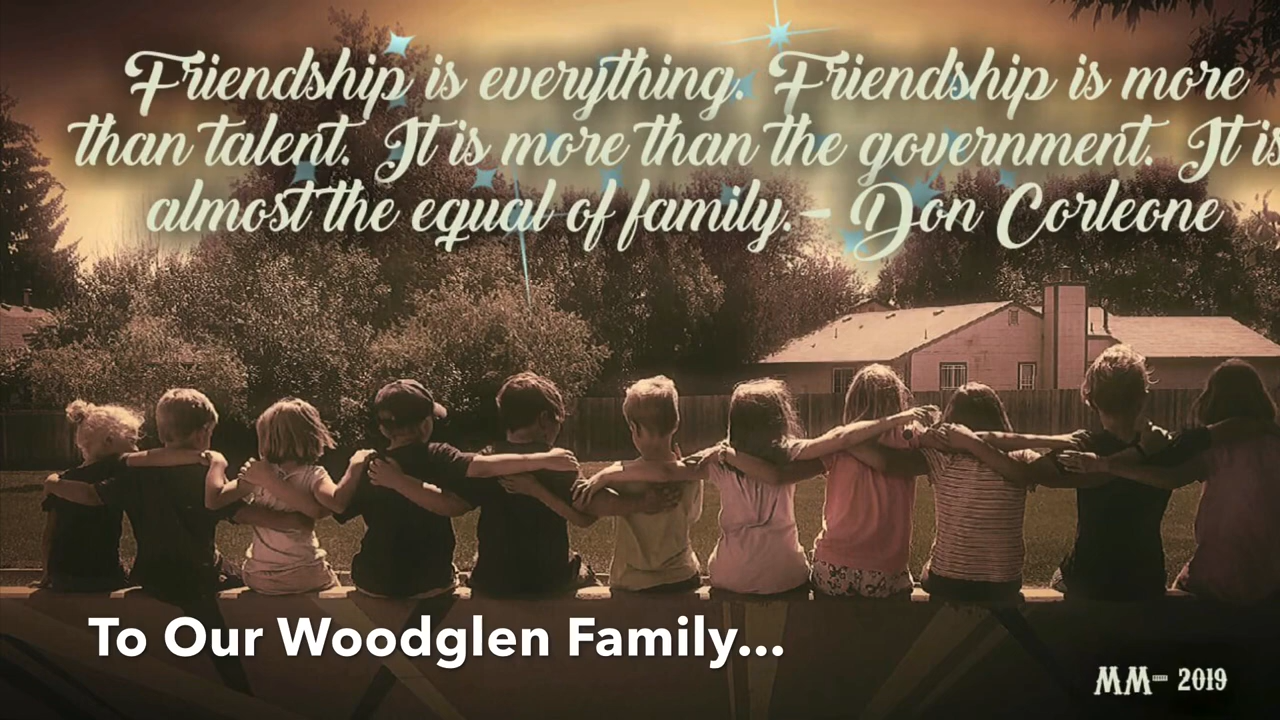 Friendship is everything. Friendship is more
than talent. It is more than the government. It is
almost the equal of family.- Don Corleone
To Our Woodglen Family...
MM- 2019